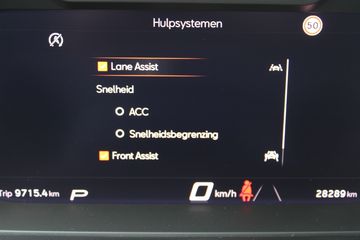 Hulpsystemen
50
Lane Assist
Snelheid
ACC
Snelheidsbegrenzing
Front Assist
Trip 9715.4 km P 0 km/h 28289 km